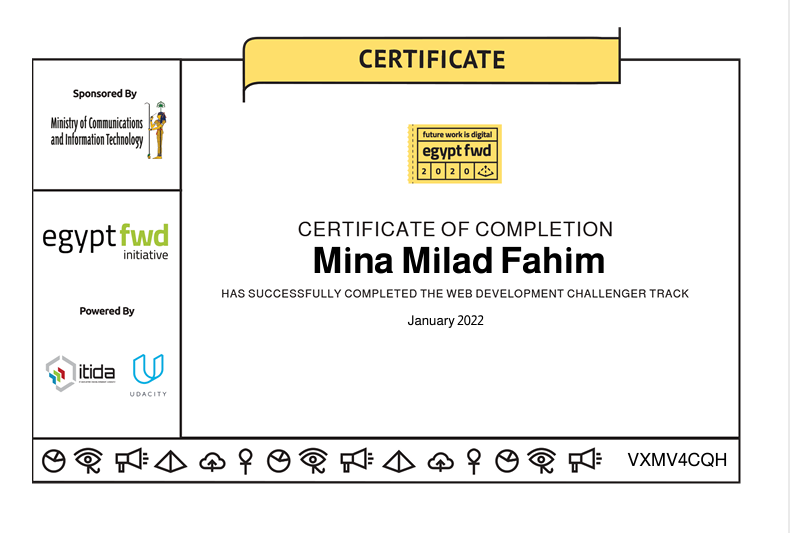 CERTIFICATE
Sponsored By
Ministry of Communications
and Information Technology
egypt fwd
initiative
Powered By
itida
UDACITY
future work is digital
egypt fwd
2 0 2 0
CERTIFICATE OF COMPLETION
Mina Milad Fahim
HAS SUCCESSFULLY COMPLETED THE WEB DEVELOPMENT CHALLENGER TRACK
January 2022
VXMV4CQH